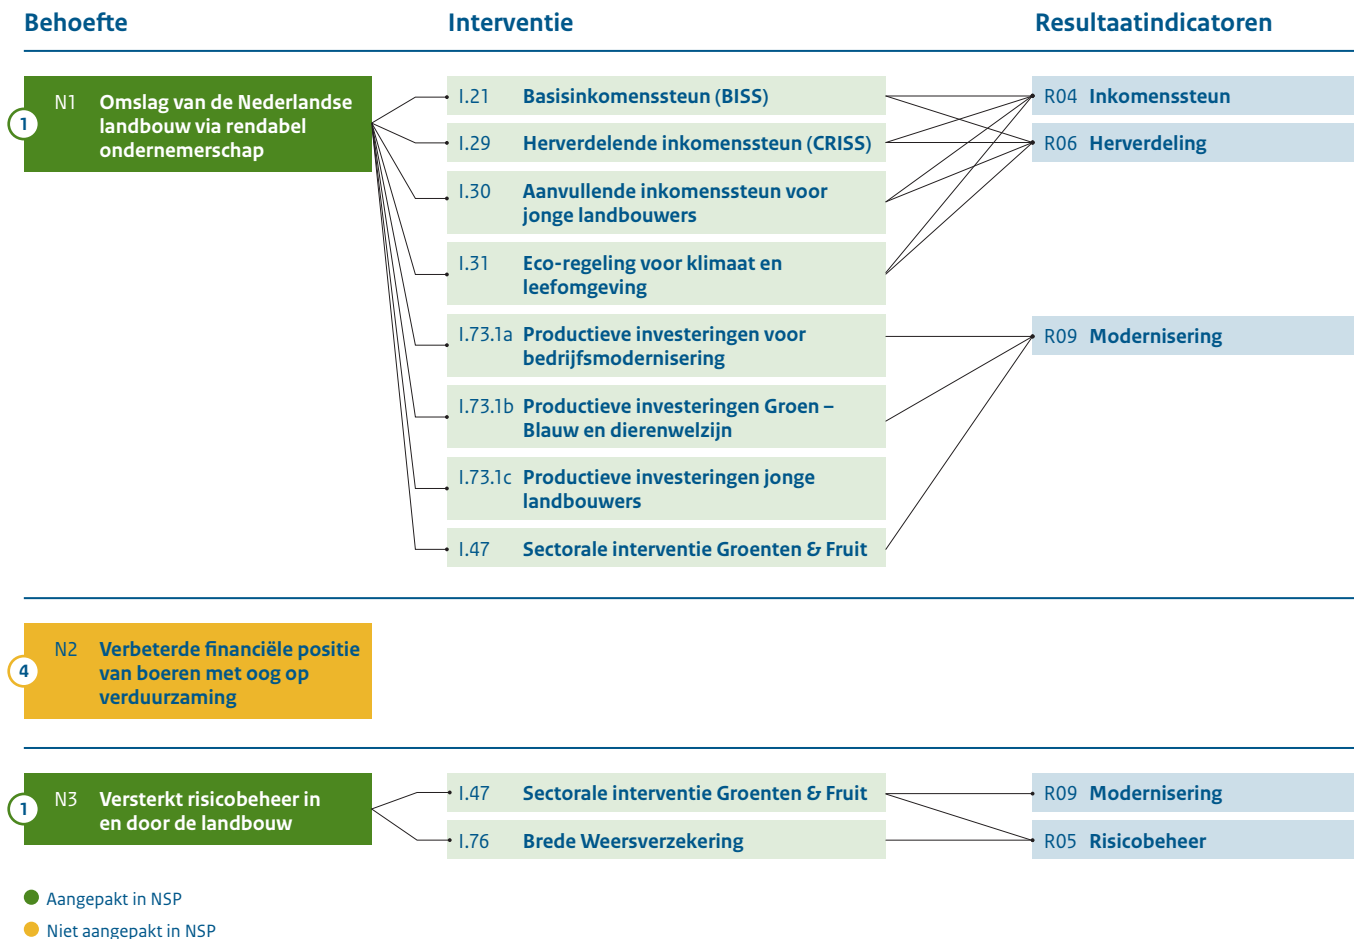 Behoefte Interventie Resultaatindicatoren
1 N1 Omslag van de Nederlandse
landbouw via rendabel
ondernemerschap
I.21 Basisinkomenssteun (BISS)
I.29 Herverdelende inkomenssteun (CRISS)
I.30 Aanvullende inkomenssteun voor
jonge landbouwers
I.31 Eco-regeling voor klimaat en
leefomgeving
I.73.1a Productieve investeringen voor
bedrijfsmodernisering
I.73.1b Productieve investeringen Groen –
Blauw en dierenwelzijn
I.73.1c Productieve investeringen jonge
landbouwers
I.47 Sectorale interventie Groenten & Fruit
R04 Inkomenssteun
R06 Herverdeling
R09 Modernisering
4 N2 Verbeterde financiële positie
van boeren met oog op
verduurzaming
1 N3 Versterkt risicobeheer in
en door de landbouw
I.47 Sectorale interventie Groenten & Fruit
I.76 Brede Weersverzekering
R09 Modernisering
R05 Risicobeheer
Aangepakt in NSP
Niet aangepakt in NSP